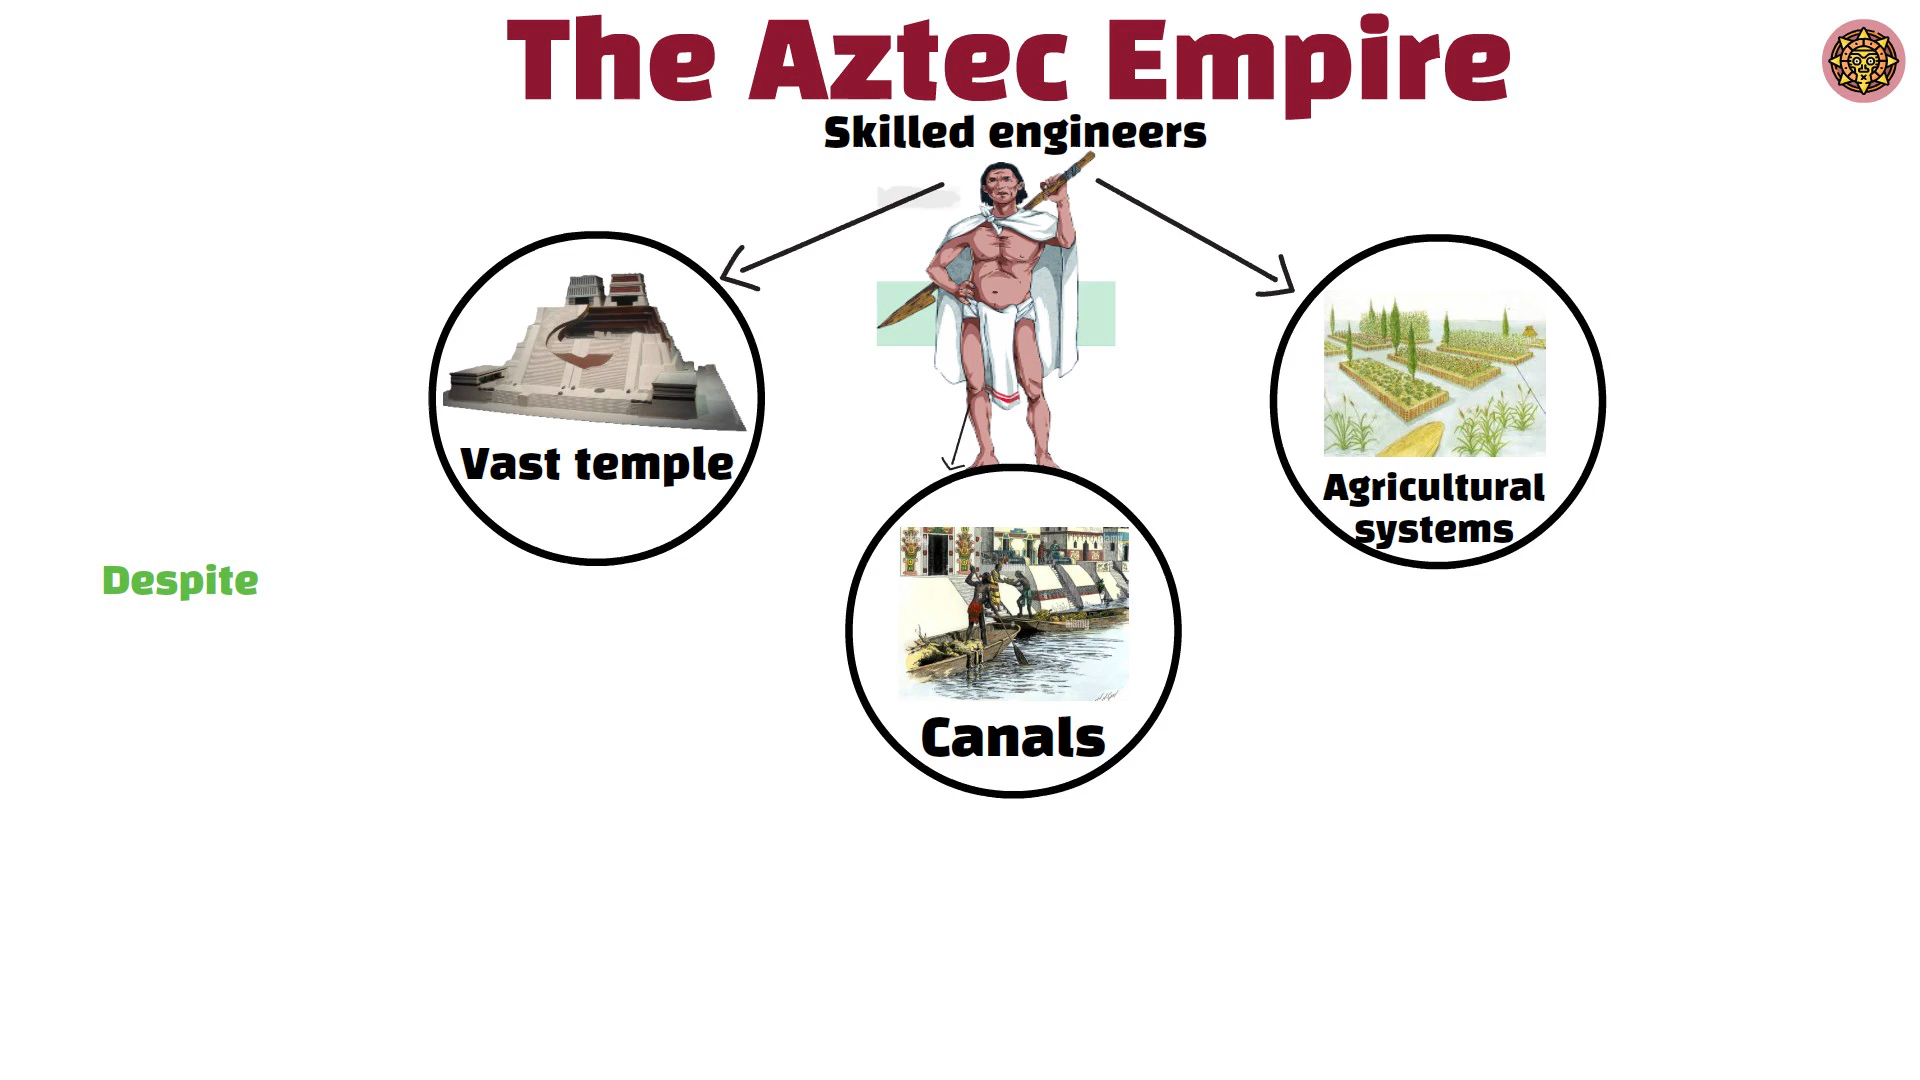 The Aztec Empire
Skilled engineers
Vast temple
Agricultural
systems
Despite
Canals